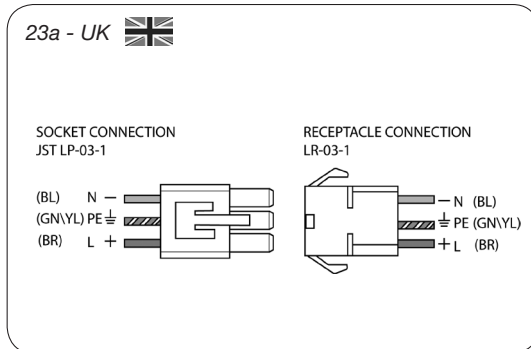 23a - UK
SOCKET CONNECTION
JST LP-03-1
(BL) N −
(GN\YL) PE ⏚
(BR) L +
RECEPTACLE CONNECTION
LR-03-1
− N (BL)
⏚ PE (GN\YL)
+ L (BR)